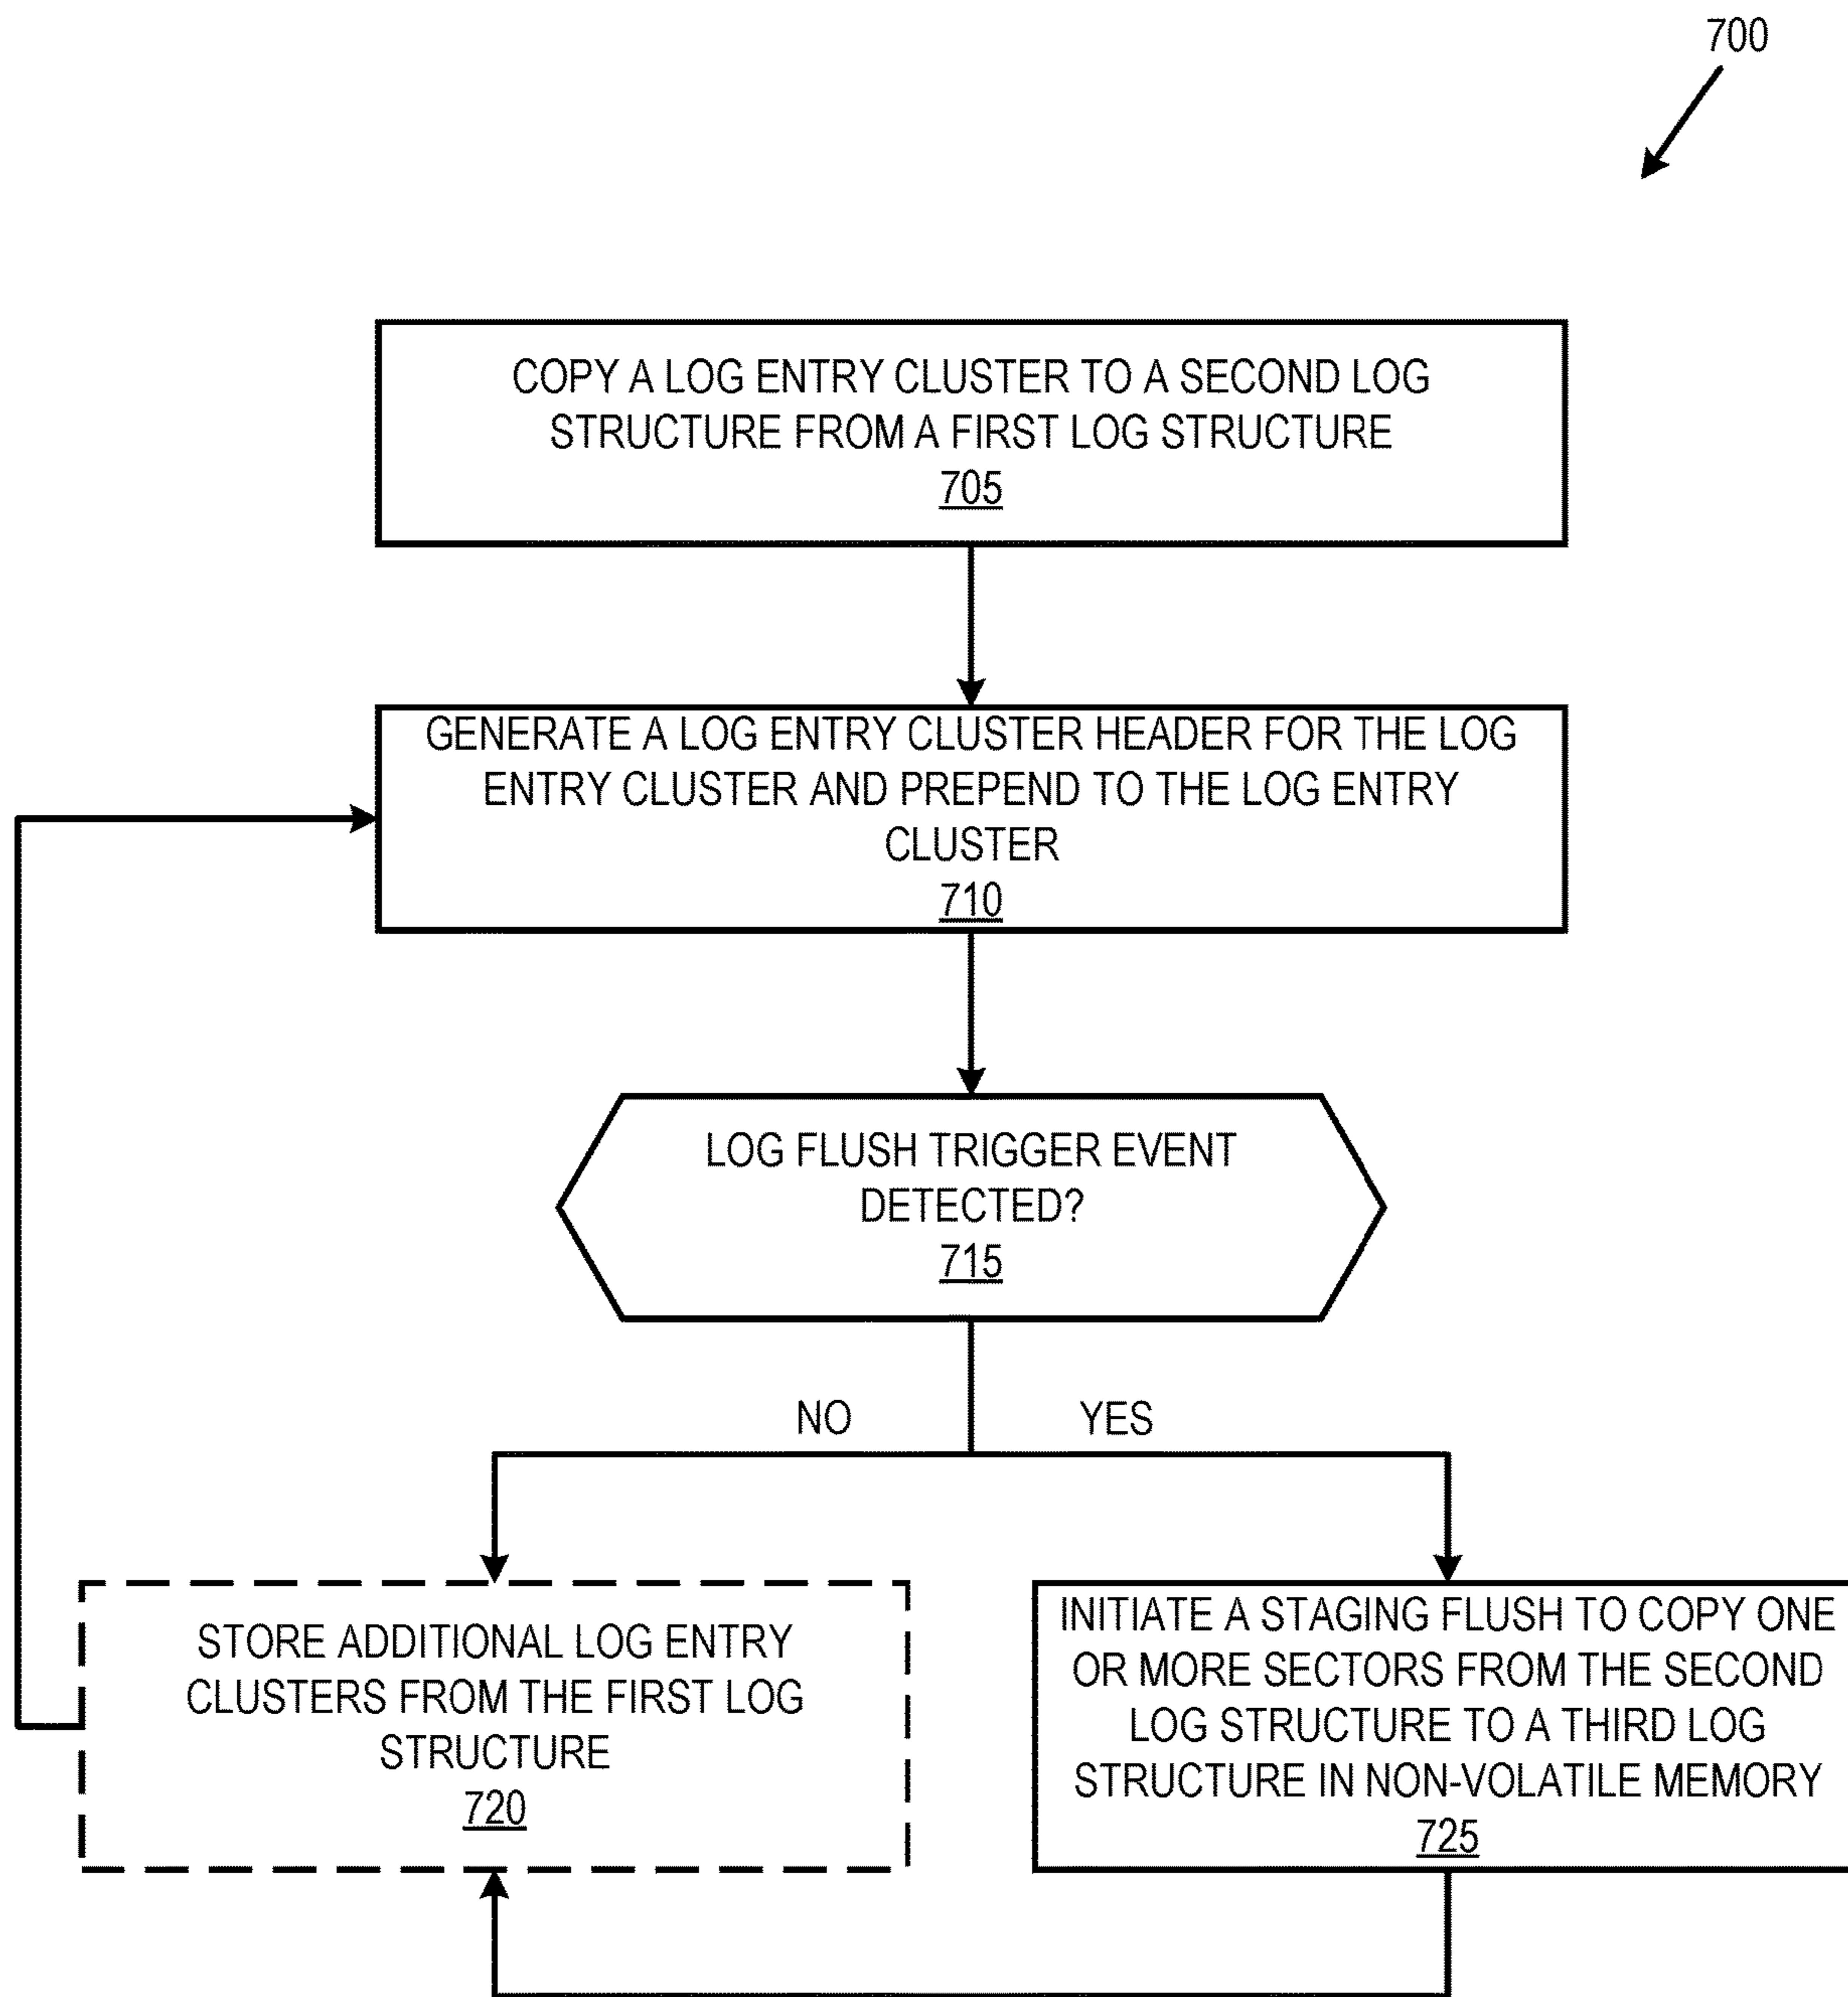 700
COPY A LOG ENTRY CLUSTER TO A SECOND LOG
STRUCTURE FROM A FIRST LOG STRUCTURE
705
GENERATE A LOG ENTRY CLUSTER HEADER FOR THE LOG
ENTRY CLUSTER AND PREPEND TO THE LOG ENTRY
CLUSTER
710
LOG FLUSH TRIGGER EVENT
DETECTED?
715
NO
YES
STORE ADDITIONAL LOG ENTRY
CLUSTERS FROM THE FIRST LOG
STRUCTURE
720
INITIATE A STAGING FLUSH TO COPY ONE
OR MORE SECTORS FROM THE SECOND
LOG STRUCTURE TO A THIRD LOG
STRUCTURE IN NON-VOLATILE MEMORY
725